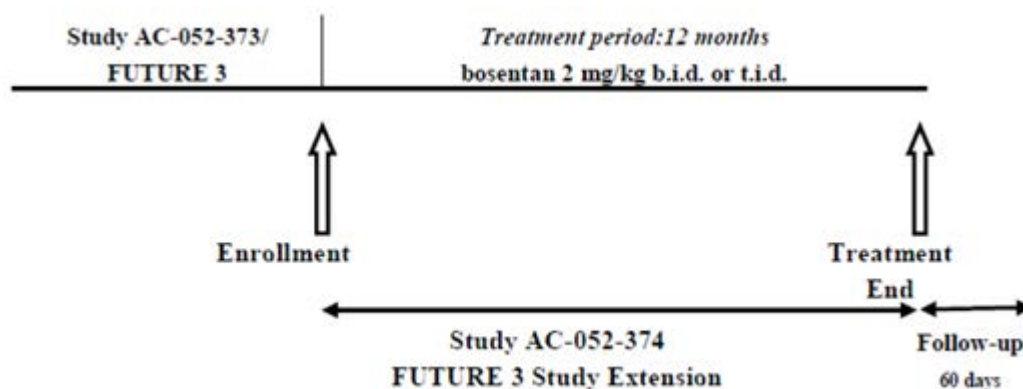 Study AC-052-373/
FUTURE 3
Treatment period:12 months
bosentan 2 mg/kg b.i.d. or t.i.d.
Enrollment
Treatment
End
Study AC-052-374
FUTURE 3 Study Extension
Follow-up
60 days